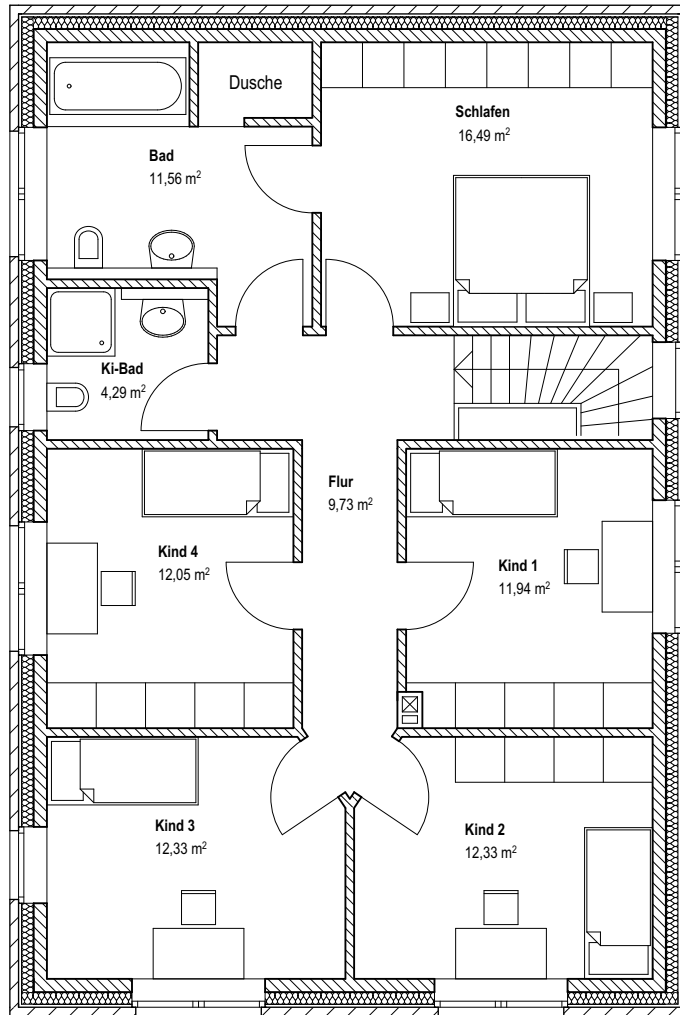 Dusche
Schlafen
16,49 m²
Bad
11,56 m²
Ki-Bad
4,29 m²
Flur
9,73 m²
Kind 4
12,05 m²
Kind 1
11,94 m²
Kind 3
12,33 m²
Kind 2
12,33 m²